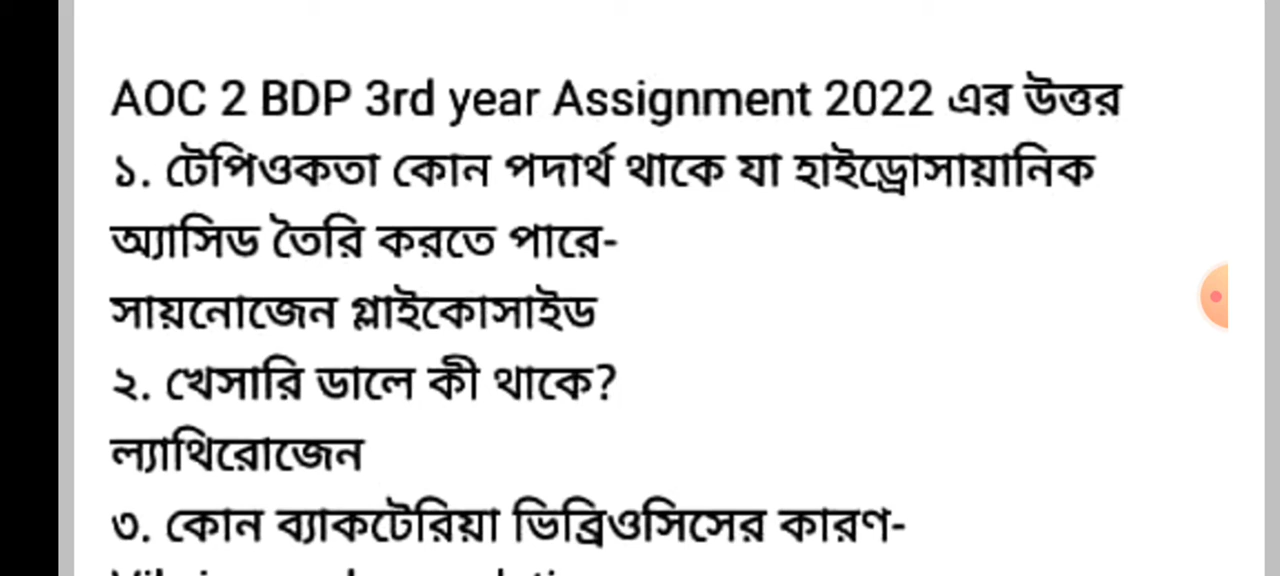 AOC 2 BDP 3rd year Assignment 2022 এর উত্তর
১. টেপিওকতা কোন পদার্থ থাকে যা হাইড্রোসায়ানিক
অ্যাসিড তৈরি করতে পারে-
সায়নোজেন গ্লাইকোসাইড
২. খেসারি ডালে কী থাকে?
ল্যাথিরোজেন
৩. কোন ব্যাকটেরিয়া ভিব্রিওসিসের কারণ-